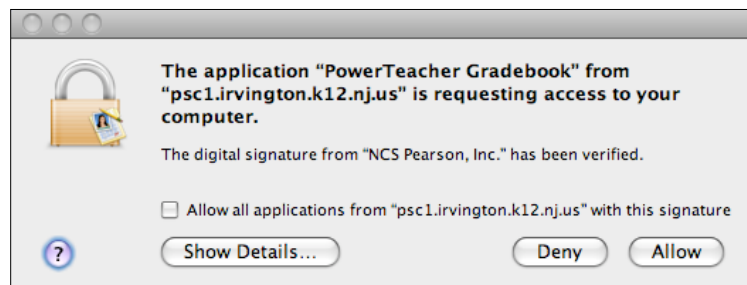 The application “PowerTeacher Gradebook” from
“psc1.irvington.k12.nj.us” is requesting access to your
computer.
The digital signature from “NCS Pearson, Inc.” has been verified.
Allow all applications from “psc1.irvington.k12.nj.us” with this signature
?
Show Details...
Deny
Allow